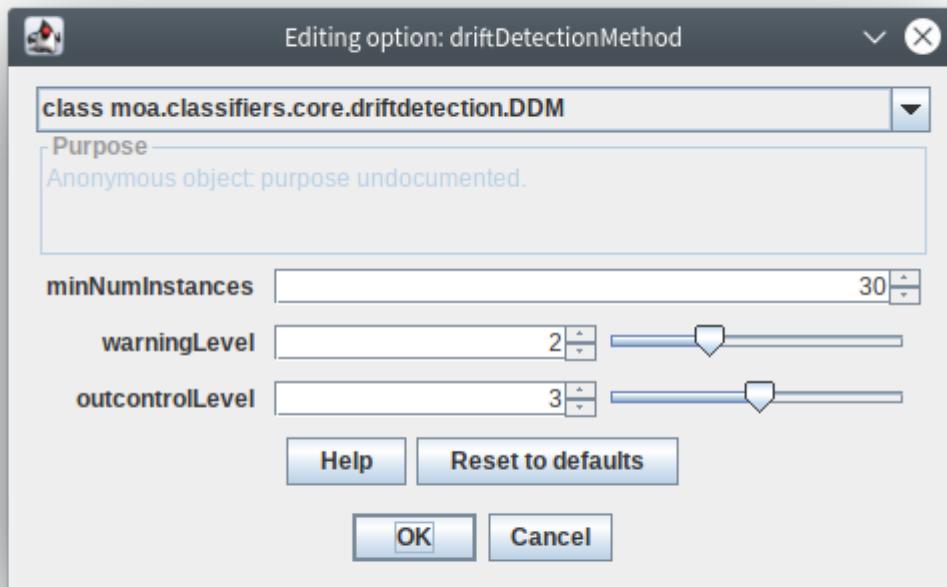 Editing option: driftDetectionMethod
class moa.classifiers.core.driftdetection.DDM
Purpose
Anonymous object: purpose undocumented.
minNumInstances 30
warningLevel 2
outcontrolLevel 3
Help Reset to defaults
OK Cancel